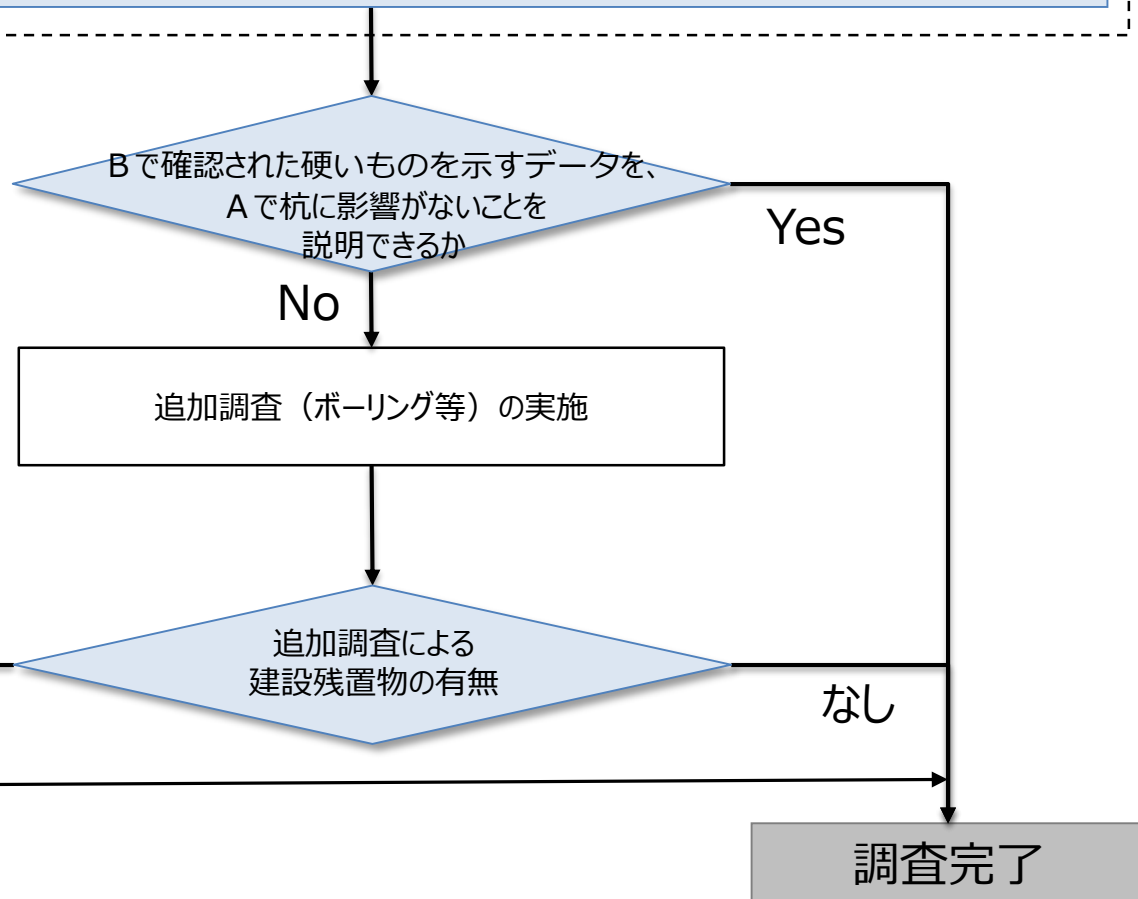 Bで確認された硬いものを示すデータを、
Aで杭に影響がないことを
説明できるか
Yes
No
追加調査（ボーリング等）の実施
追加調査による
建設残置物の有無
なし
調査完了